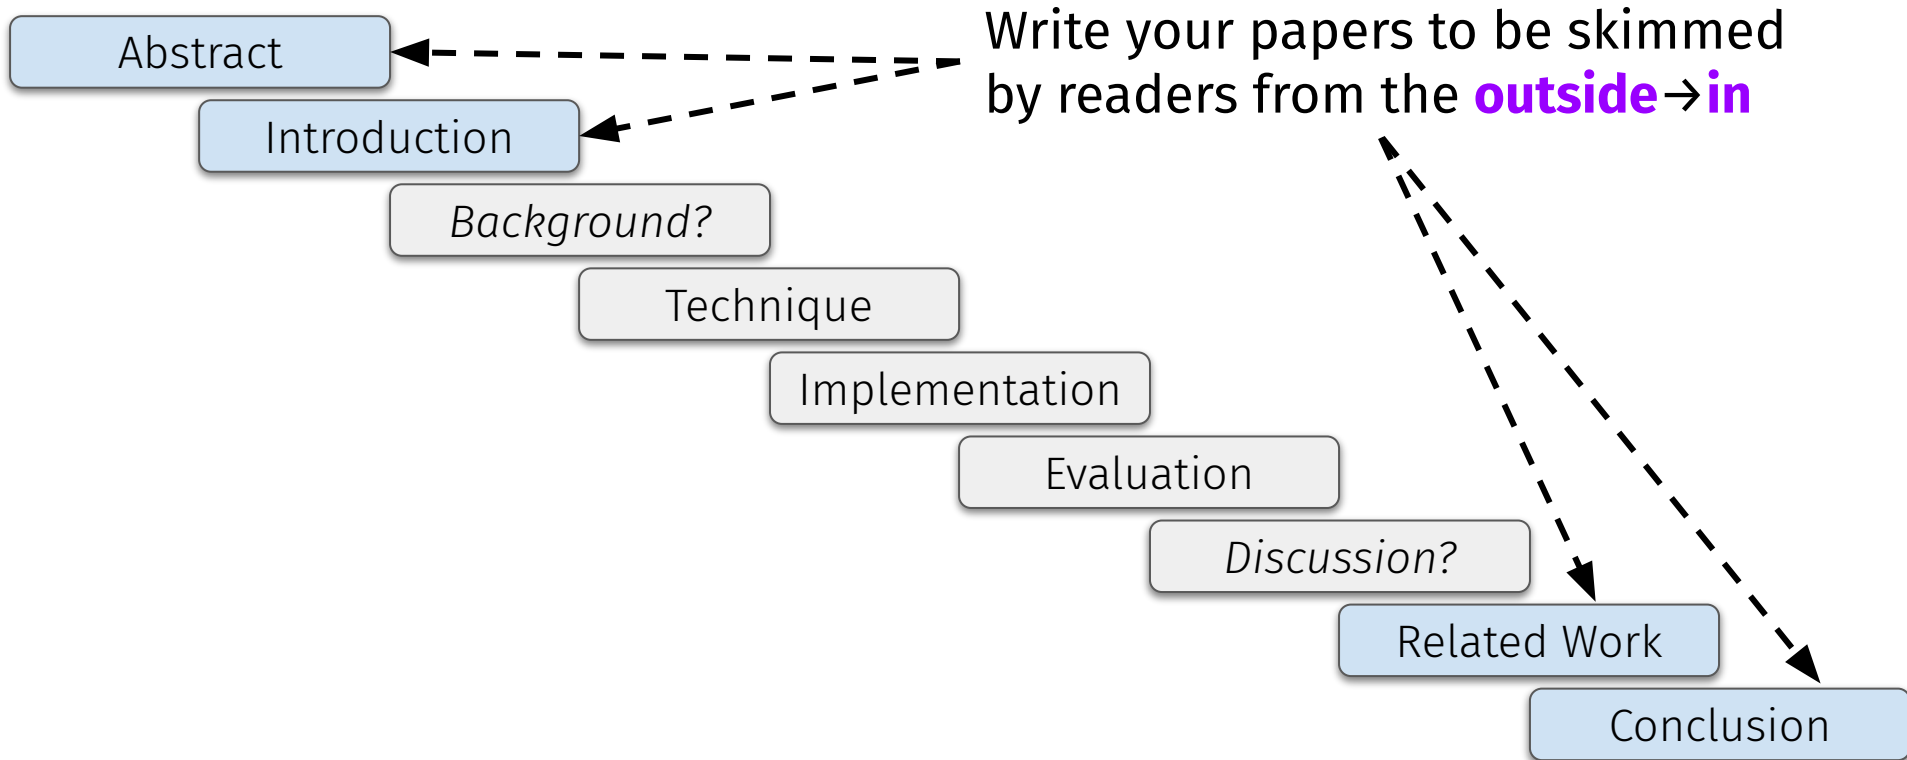 Write your papers to be skimmed
by readers from the outside→in
Abstract
Introduction
Background?
Technique
Implementation
Evaluation
Discussion?
Related Work
Conclusion